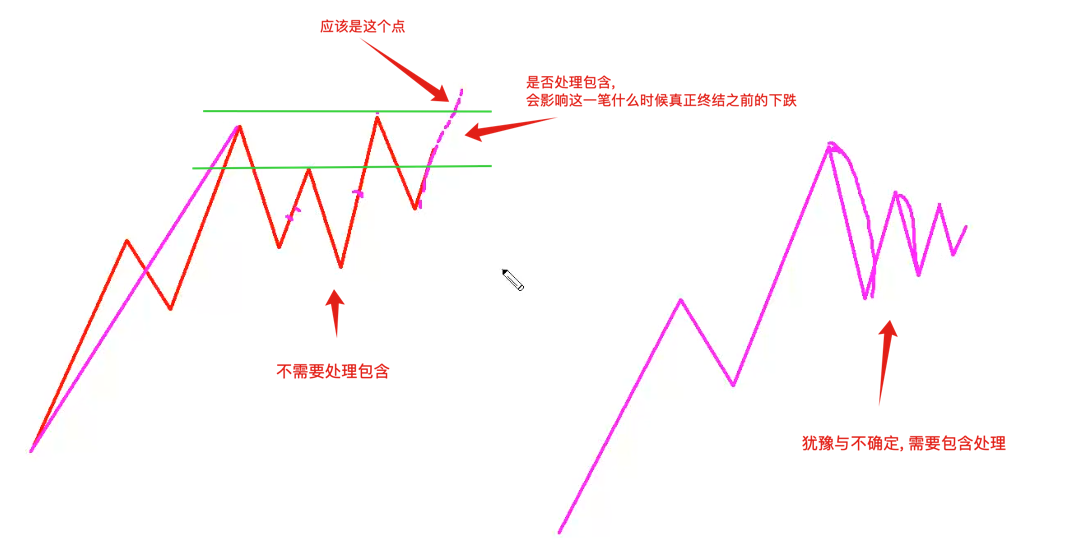 应该是这个点
是否处理包含,
会影响这一笔什么时候真正终结之前的下跌
不需要处理包含
犹豫与不确定, 需要包含处理